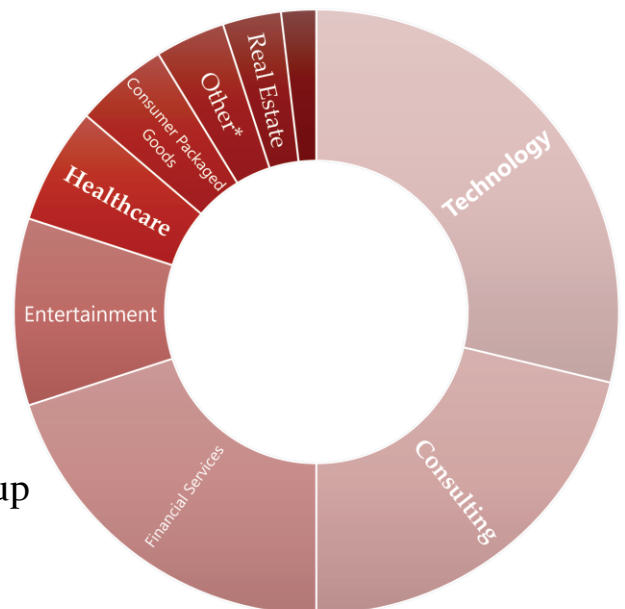 Real Estate
Other*
Consumer Packaged
Goods
Technology
Healthcare
Entertainment
Financial Services
Consulting
up